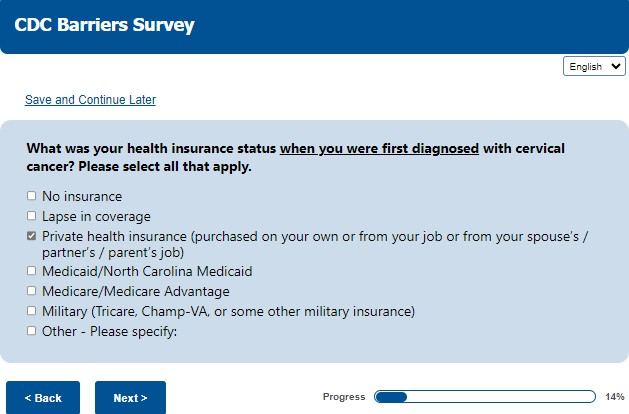 CDC Barriers Survey
English
Save and Continue Later
What was your health insurance status when you were first diagnosed with cervical
cancer? Please select all that apply.
No insurance
Lapse in coverage
Private health insurance (purchased on your own or from your job or from your spouse's /
partner's / parent's job)
Medicaid/North Carolina Medicaid
Medicare/Medicare Advantage
Military (Tricare, Champ-VA, or some other military insurance)
Other - Please specify:
< Back Next > Progress 14%